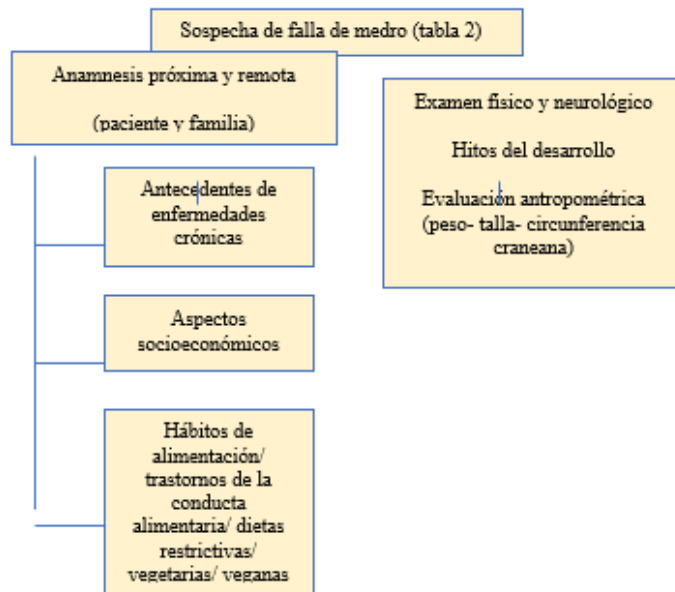 Sospecha de falla de medro (tabla 2)
Anamnesis próxima y remota
(paciente y familia)
Antecedentes de
enfermedades
crónicas
Aspectos
socioeconómicos
Hábitos de
alimentación/
trastornos de la
conducta
alimentaria/ dietas
restrictivas/
vegetarias/ veganas
Examen físico y neurológico
Hitos del desarrollo
Evaluación antropométrica
(peso- talla- circunferencia
craneana)